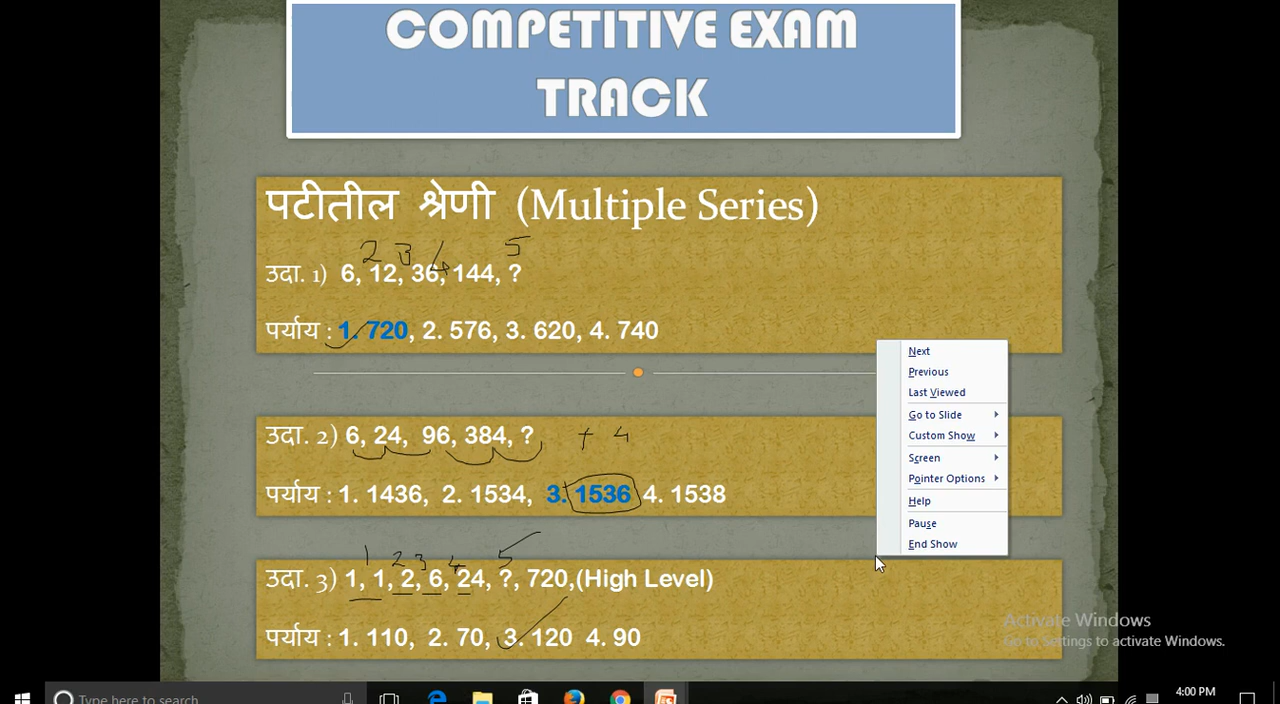 COMPETITIVE EXAM
TRACK
पटीतील श्रेणी (Multiple Series)
2 3 4 5
उदा. 1) 6, 12, 36, 144, ?
पर्याय : 1. 720, 2. 576, 3. 620, 4. 740
उदा. 2) 6, 24, 96, 384, ? + 4
पर्याय : 1. 1436, 2. 1534, 3. 1536 4. 1538
1 2 3 4 5
उदा. 3) 1, 1, 2, 6, 24, ?, 720,(High Level)
पर्याय : 1. 110, 2. 70, 3. 120 4. 90
Next
Previous
Last Viewed
Go to Slide
Custom Show
Screen
Pointer Options
Help
Pause
End Show
Activate Windows
Go to Settings to activate Windows.
Type here to search
4:00 PM